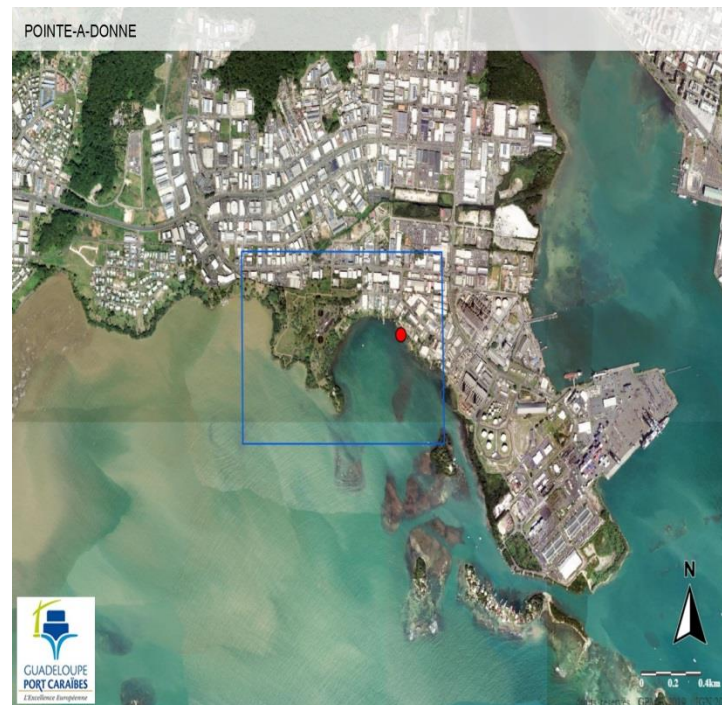 POINTE-A-DONNE
N
0 0.2 0.4km
GUADELOUPE
PORT CARAÏBES
L'Excellence Européenne